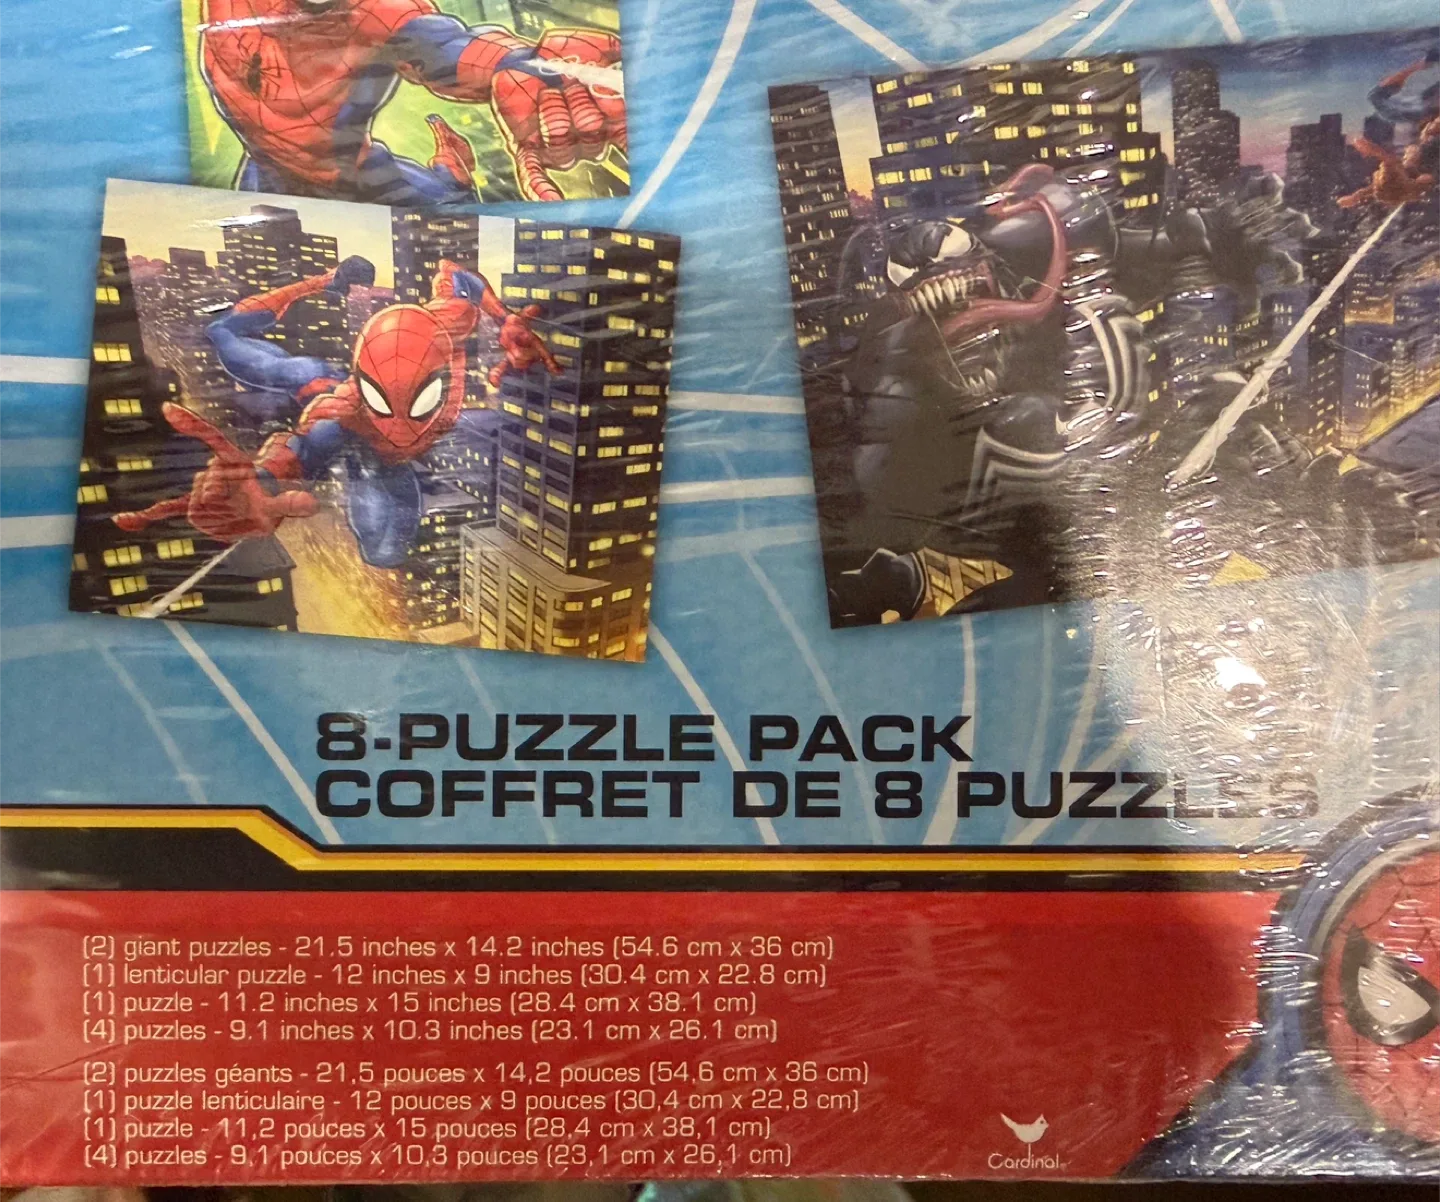 8-PUZZLE PACK
COFFRET DE 8 PUZZLES
(2) giant puzzles - 21.5 inches x 14.2 inches (54.6 cm x 36 cm)
(1) lenticular puzzle - 12 inches x 9 inches (30.4 cm x 22.8 cm)
(1) puzzle - 11.2 inches x 15 inches (28.4 cm x 38.1 cm)
(4) puzzles - 9.1 inches x 10.3 inches (23.1 cm x 26.1 cm)
(2) puzzles géants - 21,5 pouces x 14,2 pouces (54,6 cm x 36 cm)
(1) puzzle lenticulaire - 12 pouces x 9 pouces (30,4 cm x 22,8 cm)
(1) puzzle - 11,2 pouces x 15 pouces (28,4 cm x 38,1 cm)
(4) puzzles - 9,1 pouces x 10,3 pouces (23,1 cm x 26,1 cm)
Cardinal